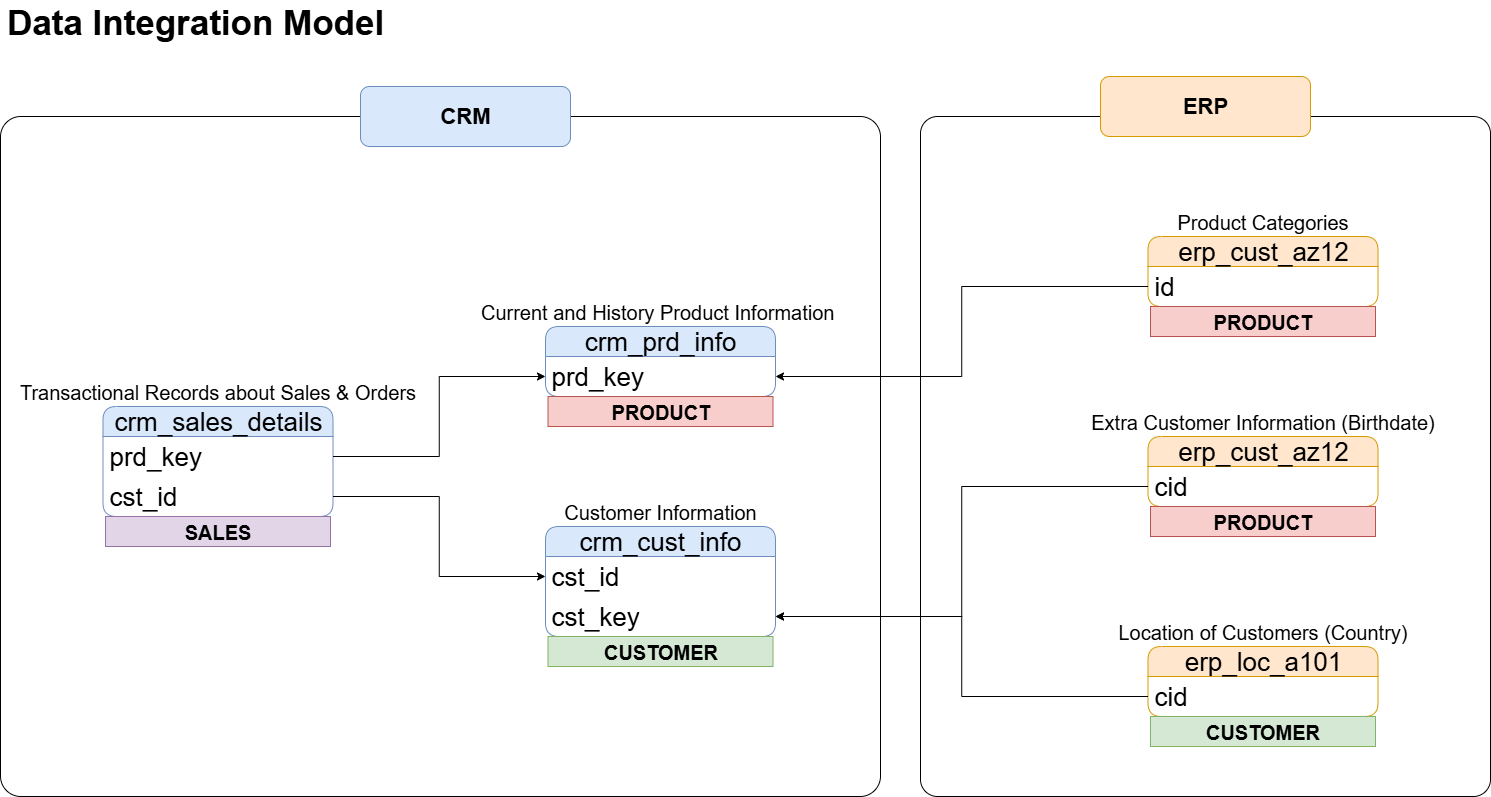 Data Integration Model
CRM
Transactional Records about Sales & Orders
crm_sales_details
prd_key
cst_id
SALES
Current and History Product Information
crm_prd_info
prd_key
PRODUCT
Customer Information
crm_cust_info
cst_id
cst_key
CUSTOMER
ERP
Product Categories
erp_cust_az12
id
PRODUCT
Extra Customer Information (Birthdate)
erp_cust_az12
cid
PRODUCT
Location of Customers (Country)
erp_loc_a101
cid
CUSTOMER